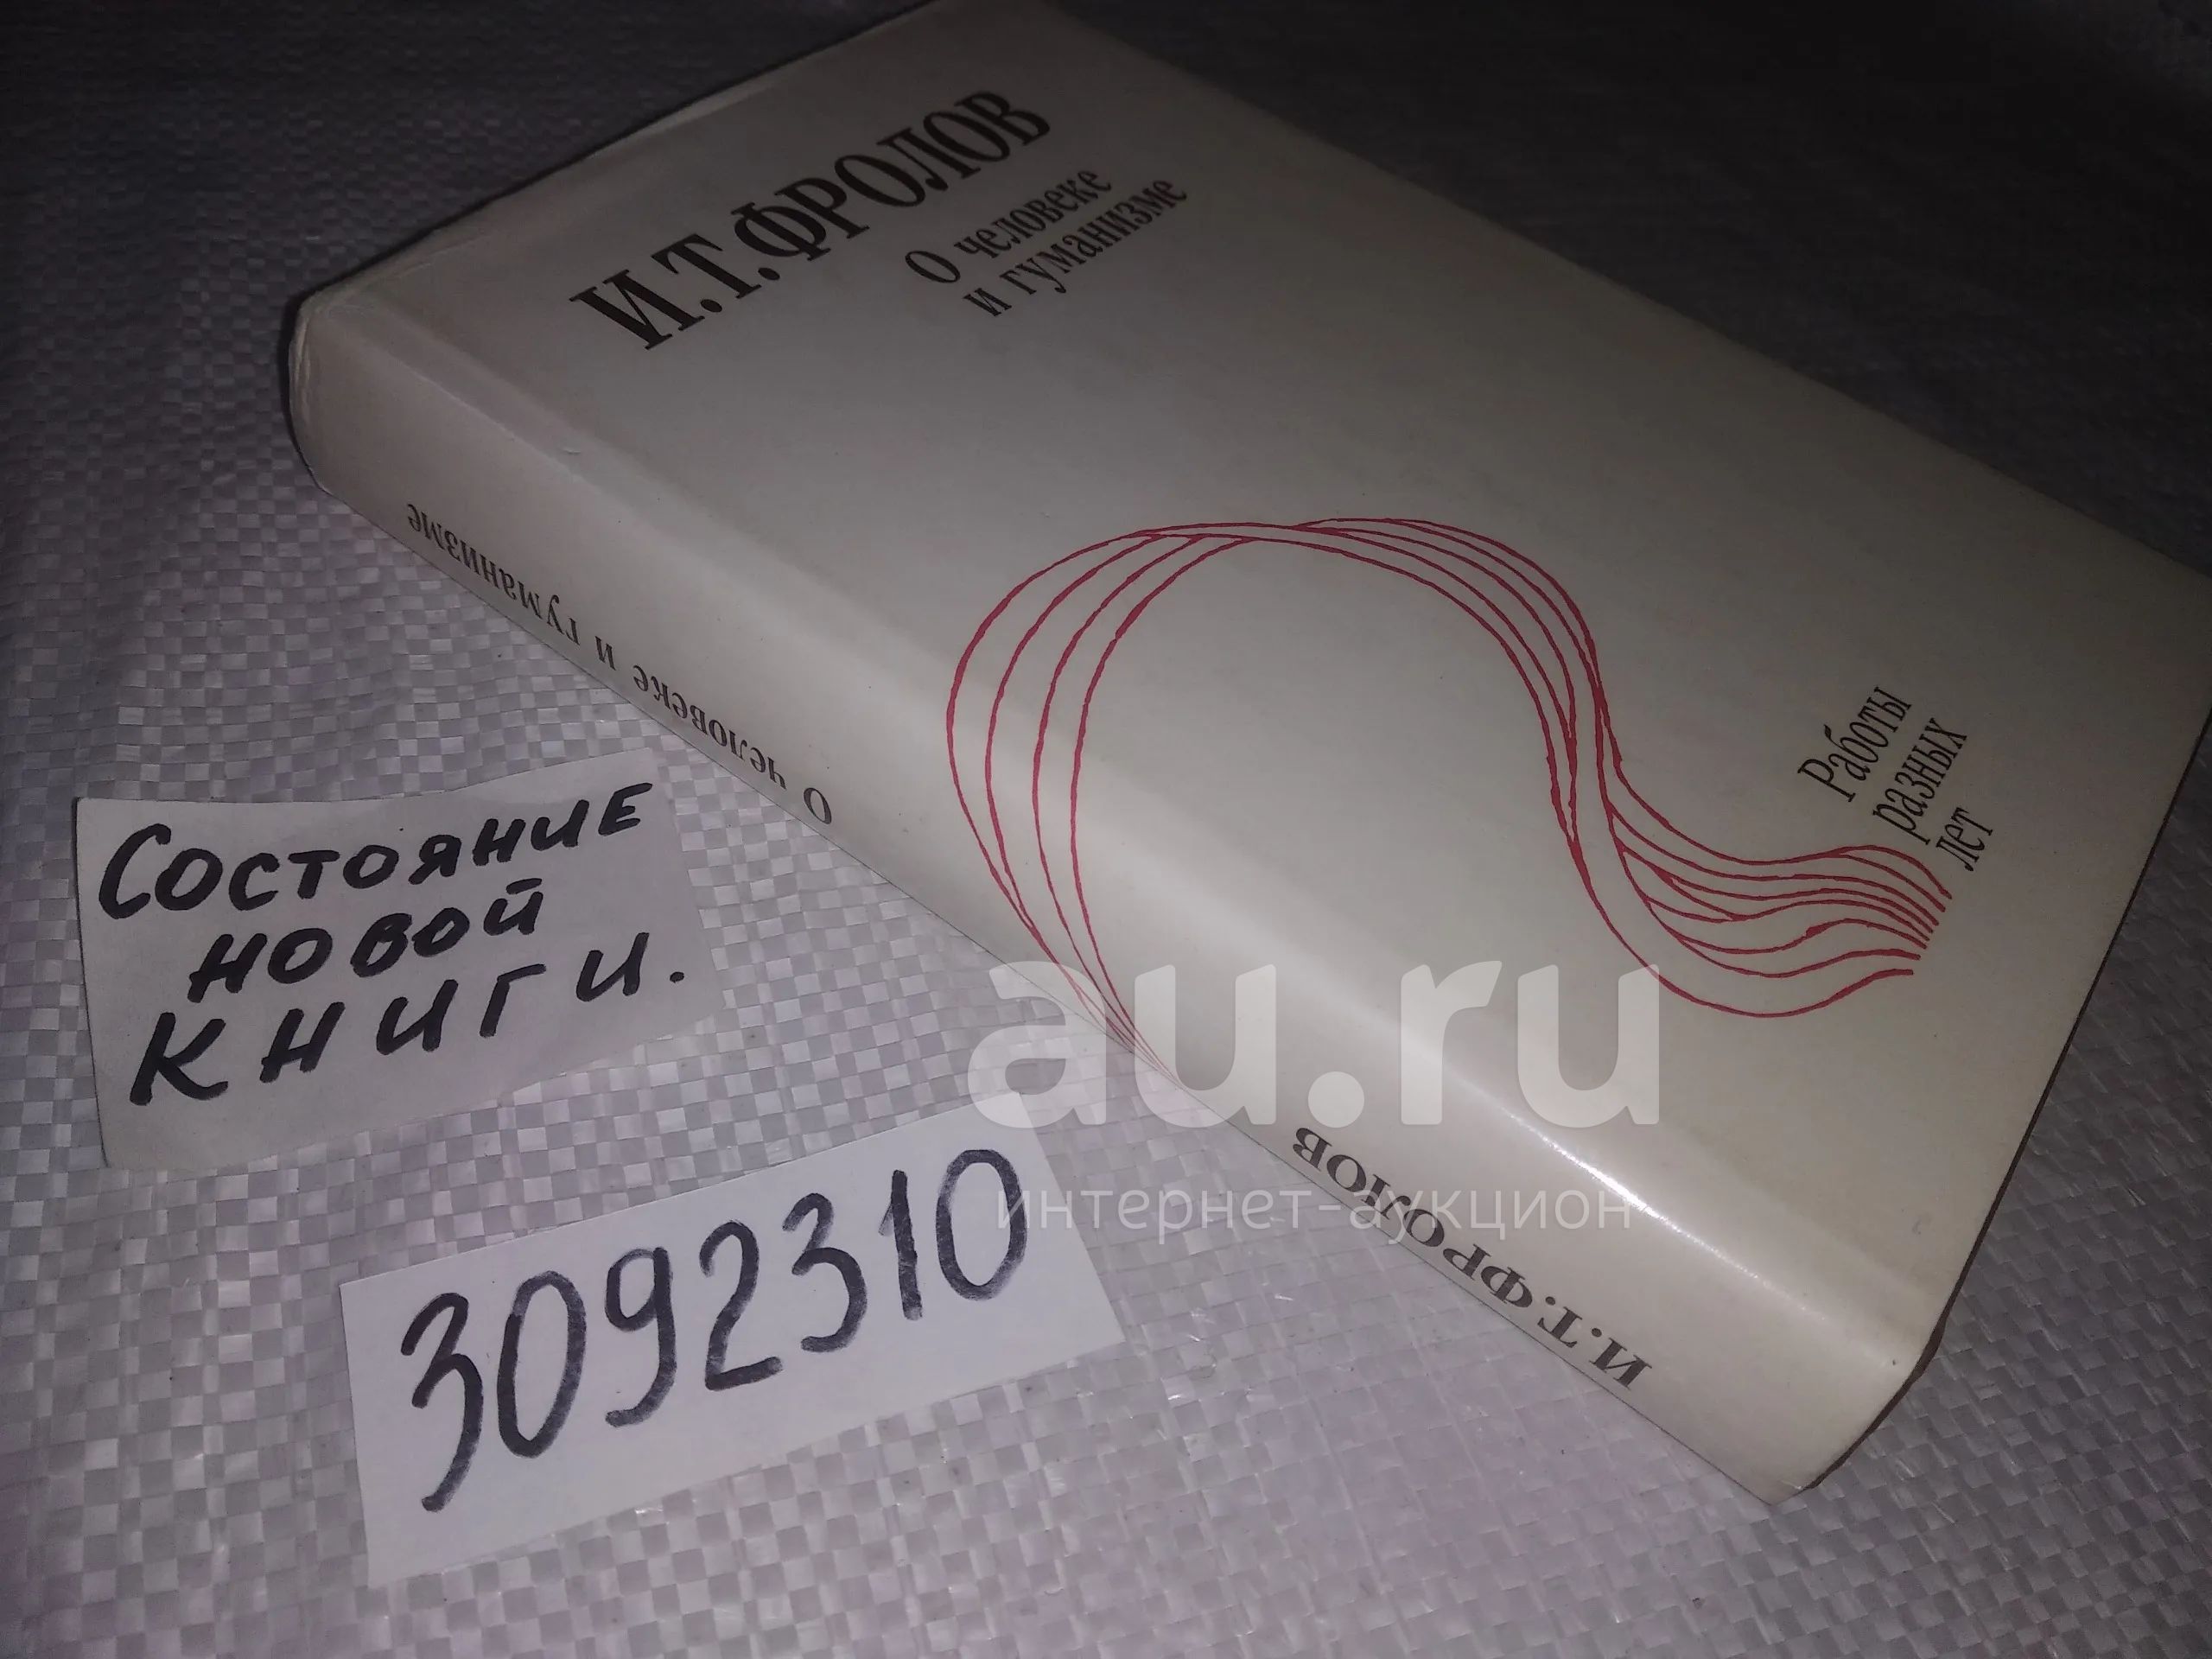 И.Т.ФРОЛОВ
О человеке
и гуманизме
Работы
разных
лет
О человеке и гуманизме
И.Т.ФРОЛОВ
Состояние
новой
книги.
3092310
au.ru
интернет-аукцион